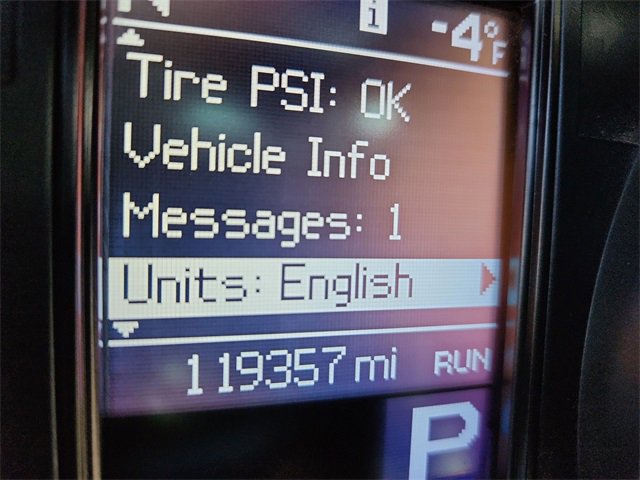 i -4°F
Tire PSI: OK
Vehicle Info
Messages: 1
Units: English
119357 mi RUN
P